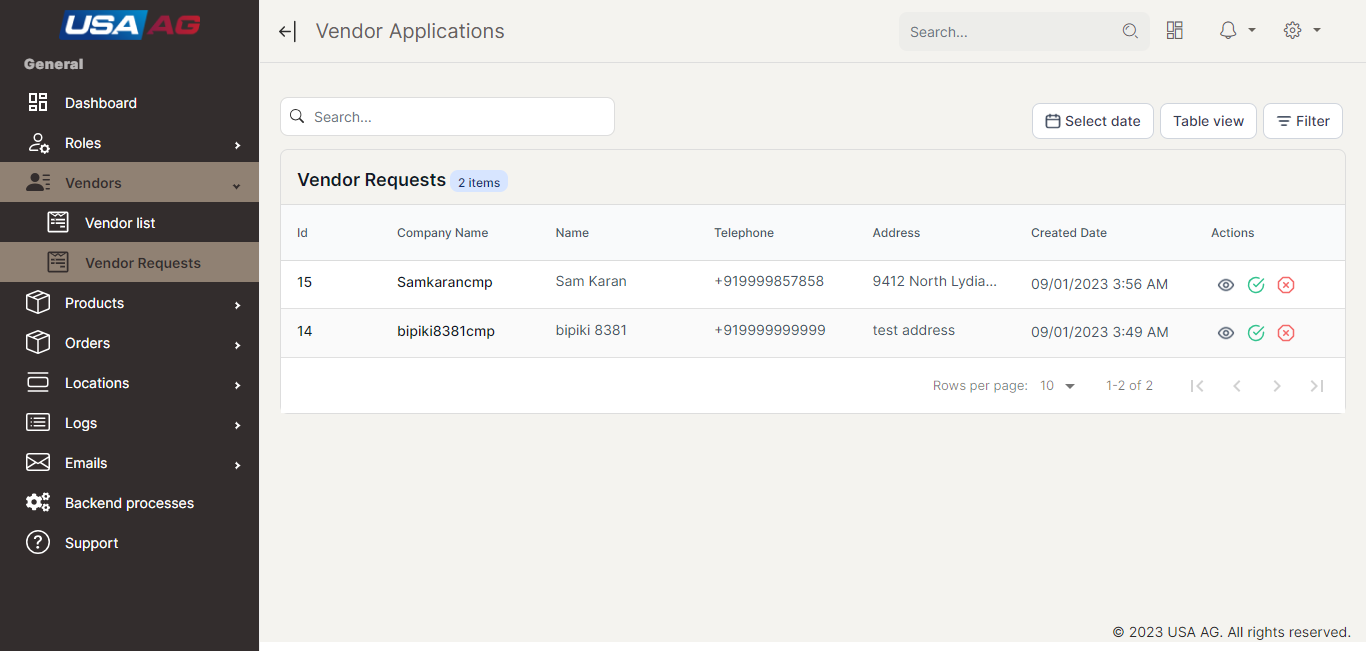 USA AG
General
Dashboard
Roles
Vendors
Vendor list
Vendor Requests
Products
Orders
Locations
Logs
Emails
Backend processes
Support
Vendor Applications
Search...
Search...
Select date
Table view
Filter
Vendor Requests 2 items
Id Company Name Name Telephone Address Created Date Actions
15 Samkarancmp Sam Karan +919999857858 9412 North Lydia... 09/01/2023 3:56 AM
14 bipiki8381cmp bipiki 8381 +919999999999 test address 09/01/2023 3:49 AM
Rows per page: 10 1-2 of 2
© 2023 USA AG. All rights reserved.